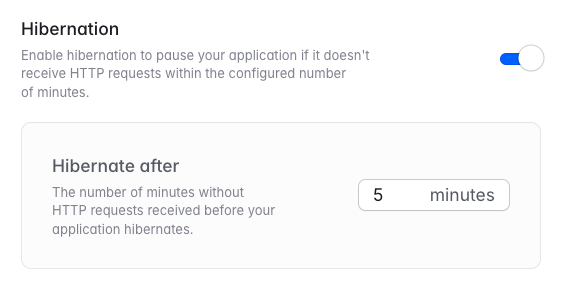 Hibernation
Enable hibernation to pause your application if it doesn't
receive HTTP requests within the configured number
of minutes.
Hibernate after
The number of minutes without
HTTP requests received before your
application hibernates.
5 minutes